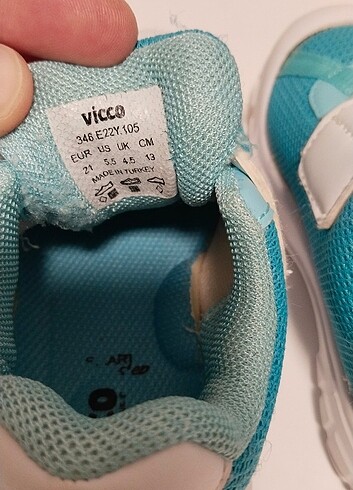 vicco
346.E22Y.105
EUR US UK CM
21 5.5 4.5 13
MADE IN TURKEY